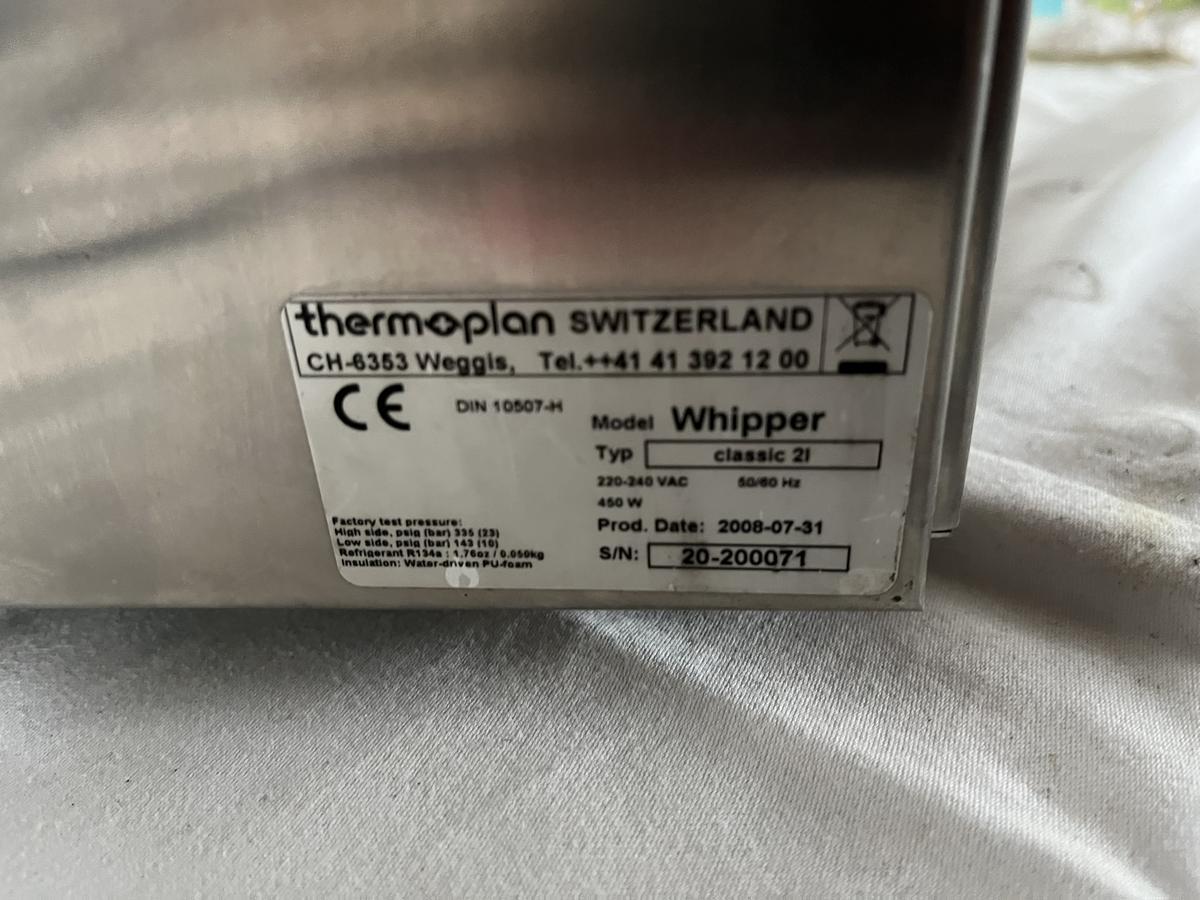 thermoplan SWITZERLAND
CH-6353 Weggis, Tel.++41 41 392 12 00
CE
DIN 10507-H
Model Whipper
Typ classic 2l
220-240 VAC 50/60 Hz
450 W
Prod. Date: 2008-07-31
S/N: 20-200071
Factory test pressure:
High side, psig (bar) 335 (23)
Low side, psig (bar) 143 (10)
Refrigerant R134a : 1,76oz / 0.050kg
Insulation: Water-driven PU-foam